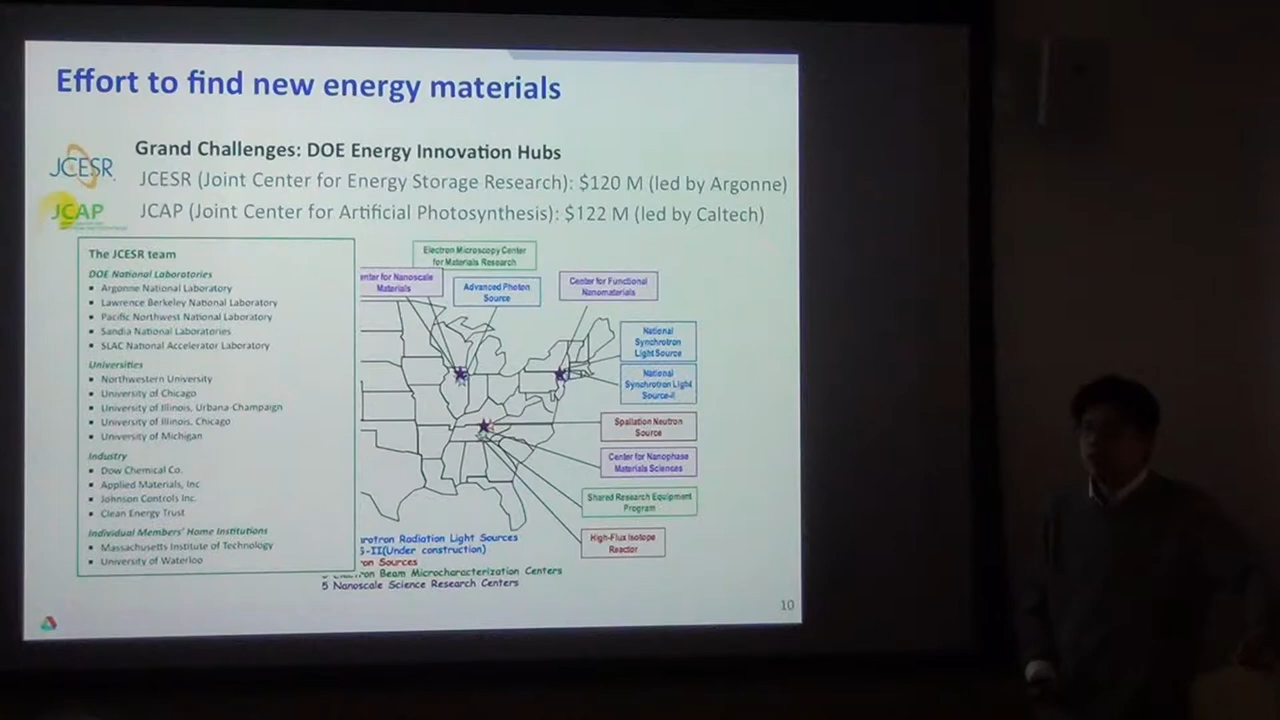 Effort to find new energy materials
Grand Challenges: DOE Energy Innovation Hubs
JCESR
JCESR (Joint Center for Energy Storage Research): $120 M (led by Argonne)
JCAP
JCAP (Joint Center for Artificial Photosynthesis): $122 M (led by Caltech)
The JCESR team
DOE National Laboratories
▪ Argonne National Laboratory
▪ Lawrence Berkeley National Laboratory
▪ Pacific Northwest National Laboratory
▪ Sandia National Laboratories
▪ SLAC National Accelerator Laboratory
Universities
▪ Northwestern University
▪ University of Chicago
▪ University of Illinois, Urbana-Champaign
▪ University of Illinois, Chicago
▪ University of Michigan
Industry
▪ Dow Chemical Co.
▪ Applied Materials, Inc
▪ Johnson Controls Inc.
▪ Clean Energy Trust
Individual Members' Home Institutions
▪ Massachusetts Institute of Technology
▪ University of Waterloo
Electron Microscopy Center
for Materials Research
enter for Nanoscale
Materials
Advanced Photon
Source
Center for Functional
Nanomaterials
National
Synchrotron
Light Source
National
Synchrotron Light
Source-II
Spallation Neutron
Source
Center for Nanophase
Materials Sciences
Shared Research Equipment
Program
High-Flux Isotope
Reactor
rotron Radiation Light Sources
S-II(Under construction)
on Sources
on Beam Microcharacterization Centers
5 Nanoscale Science Research Centers
10